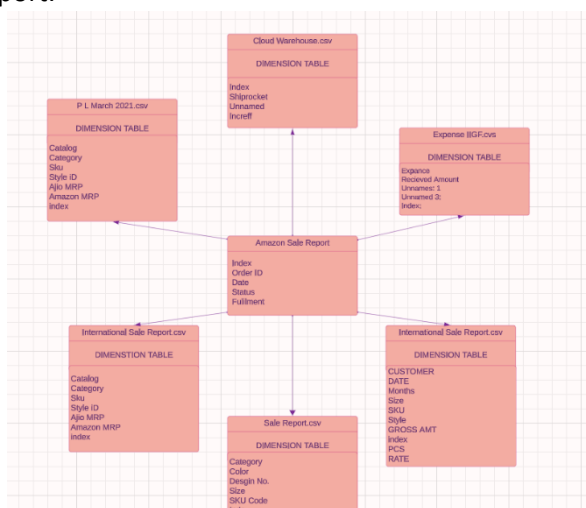 Cloud Warehouse.csv
DIMENSION TABLE
Index
Shiprocket
Unnamed
Increff
P L March 2021.csv
DIMENSION TABLE
Catalog
Category
Sku
Style iD
Ajio MRP
Amazon MRP
index
Expense IIGF.cvs
DIMENSION TABLE
Expance
Recieved Amount
Unnames: 1
Unnamed 3:
Index:
Amazon Sale Report
Index
Order ID
Date
Status
Fulilment
International Sale Report.csv
DIMENSTION TABLE
Catalog
Category
Sku
Style ID
Ajio MRP
Amazon MRP
index
International Sale Report.csv
DIMENSION TABLE
CUSTOMER
DATE
Months
Size
SKU
Style
GROSS AMT
index
PCS
RATE
Sale Report.csv
DIMENSION TABLE
Category
Color
Desgin No.
Size
SKU Code